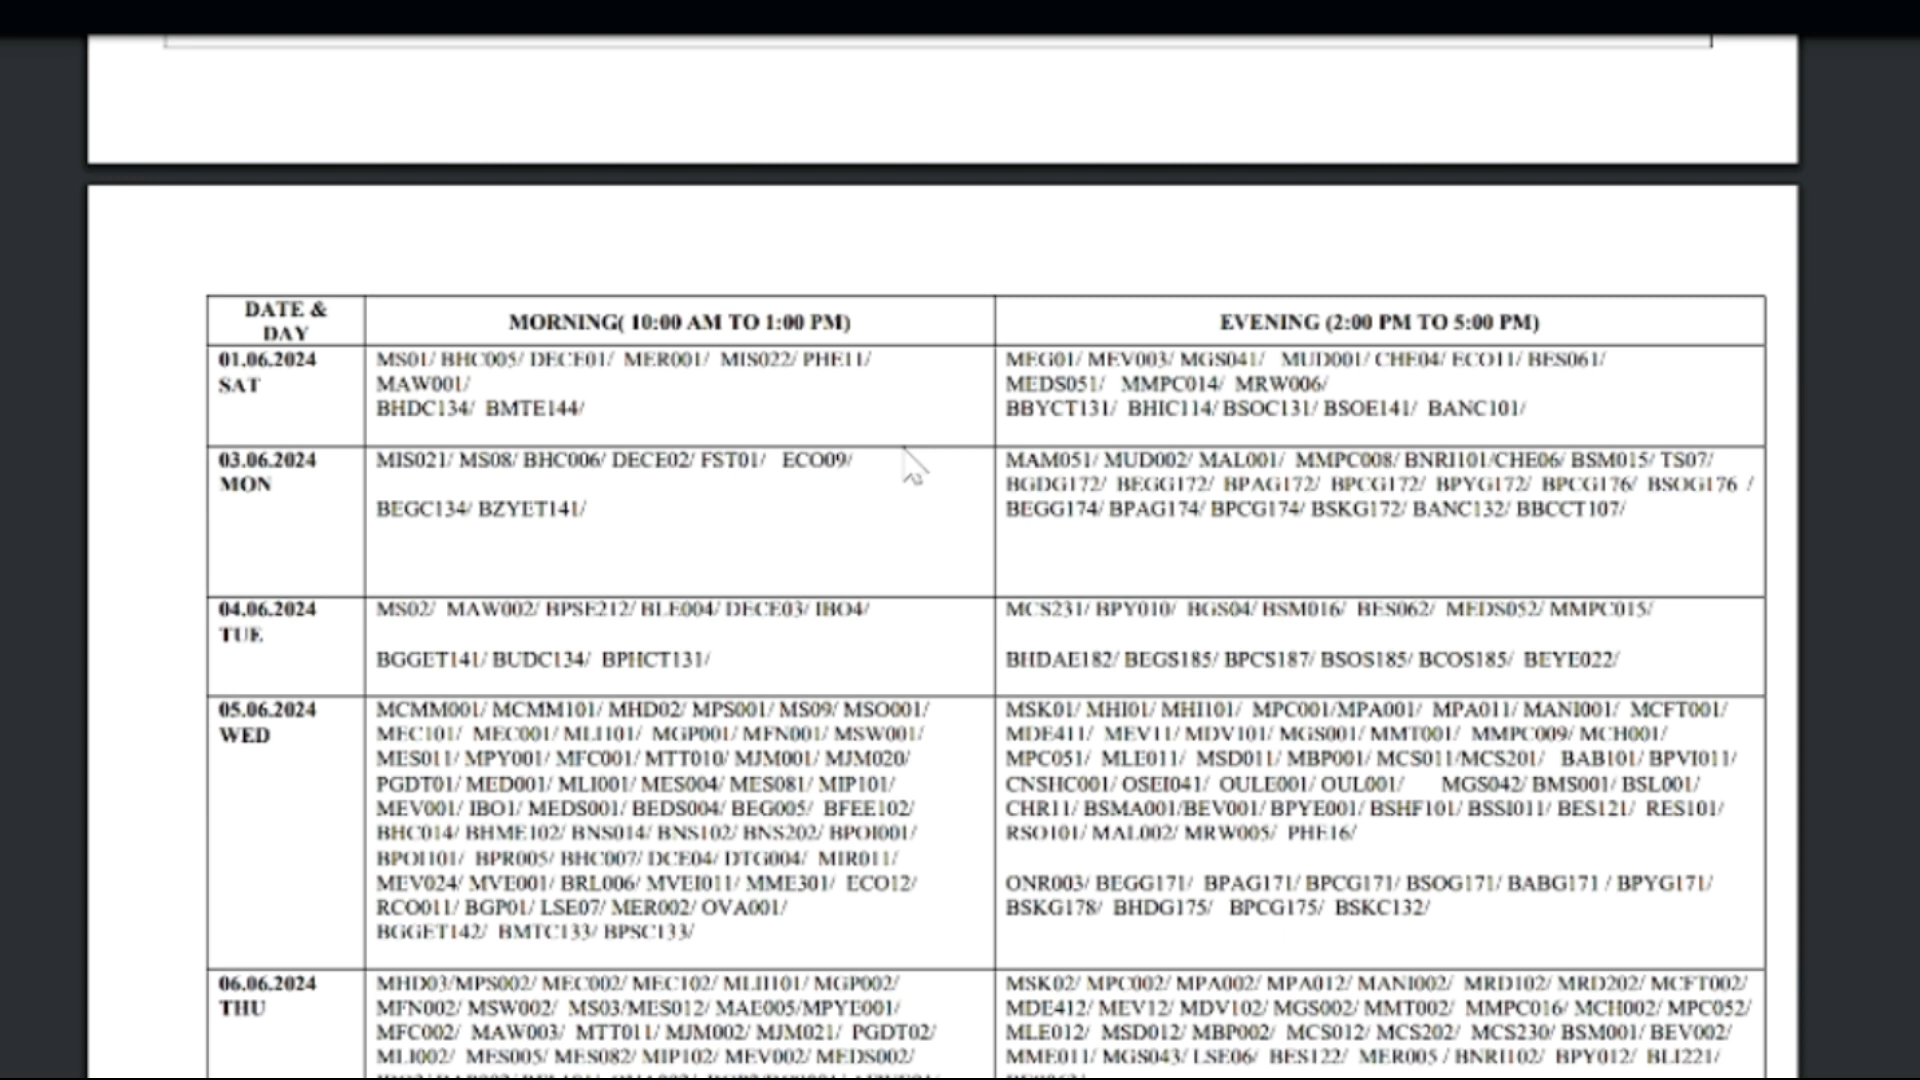 DATE &
DAY
MORNING( 10:00 AM TO 1:00 PM)
EVENING (2:00 PM TO 5:00 PM)
01.06.2024
SAT
MS01/ BHC005/ DECE01/ MER001/ MIS022/ PHE11/
MAW001/
BHDC134/ BMTE144/
MEG01/ MEV003/ MGS041/ MUD001/ CHE04/ ECO11/ BES061/
MEDS051/ MMPC014/ MRW006/
BBYCT131/ BHIC114/ BSOC131/ BSOE141/ BANC101/
03.06.2024
MON
MIS021/ MS08/ BHC006/ DECE02/ FST01/ ECO09/
BEGC134/ BZYET141/
MAM051/ MUD002/ MAL001/ MMPC008/ BNRI101/CHE06/ BSM015/ TS07/
BGDG172/ BEGG172/ BPAG172/ BPCG172/ BPYG172/ BPCG176/ BSOG176 /
BEGG174/ BPAG174/ BPCG174/ BSKG172/ BANC132/ BBCCT107/
04.06.2024
TUE
MS02/ MAW002/ BPSE212/ BLE004/ DECE03/ IBO4/
BGGET141/ BUDC134/ BPHCT131/
MCS231/ BPY010/ BGS04/ BSM016/ BES062/ MEDS052/ MMPC015/
BHDAE182/ BEGS185/ BPCS187/ BSOS185/ BCOS185/ BEYE022/
05.06.2024
WED
MCMM001/ MCMM101/ MHD02/ MPS001/ MS09/ MSO001/
MEC101/ MEC001/ MLI101/ MGP001/ MFN001/ MSW001/
MES011/ MPY001/ MFC001/ MTT010/ MJM001/ MJM020/
PGDT01/ MED001/ MLI001/ MES004/ MES081/ MIP101/
MEV001/ IBO1/ MEDS001/ BEDS004/ BEG005/ BFEE102/
BHC014/ BHME102/ BNS014/ BNS102/ BNS202/ BPOI001/
BPOI101/ BPR005/ BHC007/ DCE04/ DTG004/ MIR011/
MEV024/ MVE001/ BRL006/ MVEI011/ MME301/ ECO12/
RCO011/ BGP01/ LSE07/ MER002/ OVA001/
BGGET142/ BMTC133/ BPSC133/
MSK01/ MHI01/ MHI101/ MPC001/MPA001/ MPA011/ MANI001/ MCFT001/
MDE411/ MEV11/ MDV101/ MGS001/ MMT001/ MMPC009/ MCH001/
MPC051/ MLE011/ MSD011/ MBP001/ MCS011/MCS201/ BAB101/ BPVI011/
CNSHC001/ OSEI041/ OULE001/ OUL001/ MGS042/ BMS001/ BSL001/
CHR11/ BSMA001/BEV001/ BPYE001/ BSHF101/ BSSI011/ BES121/ RES101/
RSO101/ MAL002/ MRW005/ PHE16/
ONR003/ BEGG171/ BPAG171/ BPCG171/ BSOG171/ BABG171 / BPYG171/
BSKG178/ BHDG175/ BPCG175/ BSKC132/
06.06.2024
THU
MHD03/MPS002/ MEC002/ MEC102/ MLII101/ MGP002/
MFN002/ MSW002/ MS03/MES012/ MAE005/MPYE001/
MFC002/ MAW003/ MTT011/ MJM002/ MJM021/ PGDT02/
MLI002/ MES005/ MES082/ MIP102/ MEV002/ MEDS002/
MSK02/ MPC002/ MPA002/ MPA012/ MANI002/ MRD102/ MRD202/ MCFT002/
MDE412/ MEV12/ MDV102/ MGS002/ MMT002/ MMPC016/ MCH002/ MPC052/
MLE012/ MSD012/ MBP002/ MCS012/ MCS202/ MCS230/ BSM001/ BEV002/
MME011/ MGS043/ LSE06/ BES122/ MER005 / BNRI102/ BPY012/ BLI221/